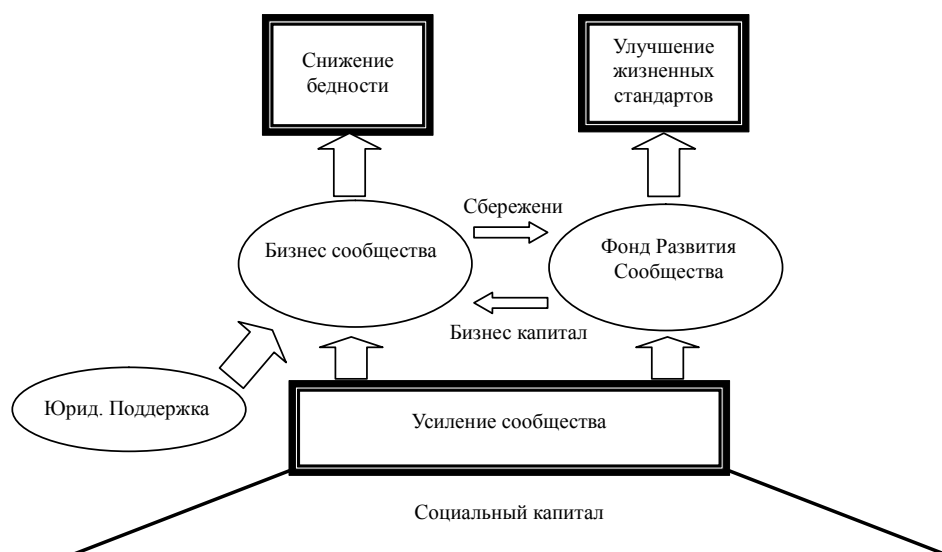 Снижение
бедности
Улучшение
жизненных
стандартов
Сбережени
Бизнес сообщества
Фонд Развития
Сообщества
Бизнес капитал
Юрид. Поддержка
Усиление сообщества
Социальный капитал